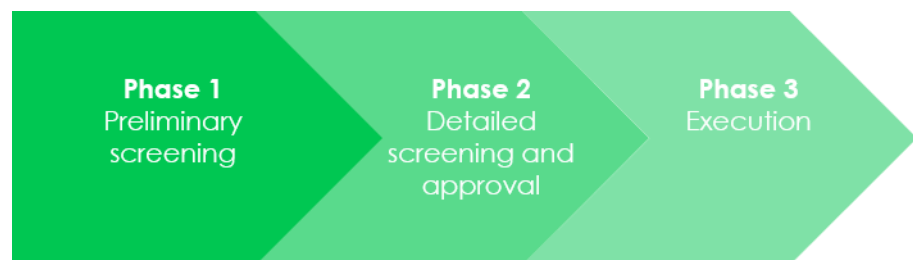 Phase 1
Preliminary
screening
Phase 2
Detailed
screening and
approval
Phase 3
Execution